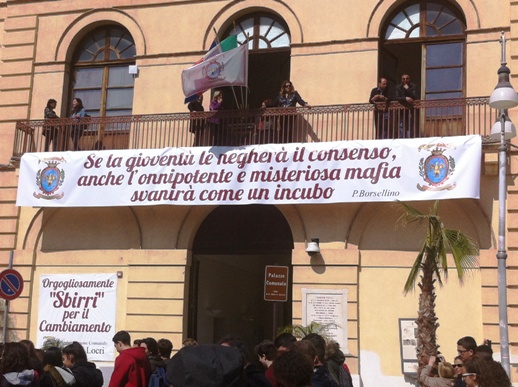 Se la gioventù le negherà il consenso,
anche l'onnipotente e misteriosa mafia
svanirà come un incubo
P.Borsellino
Orgogliosamente
"Sbirri"
per il
Cambiamento
Locri
Palazzo
Comunale